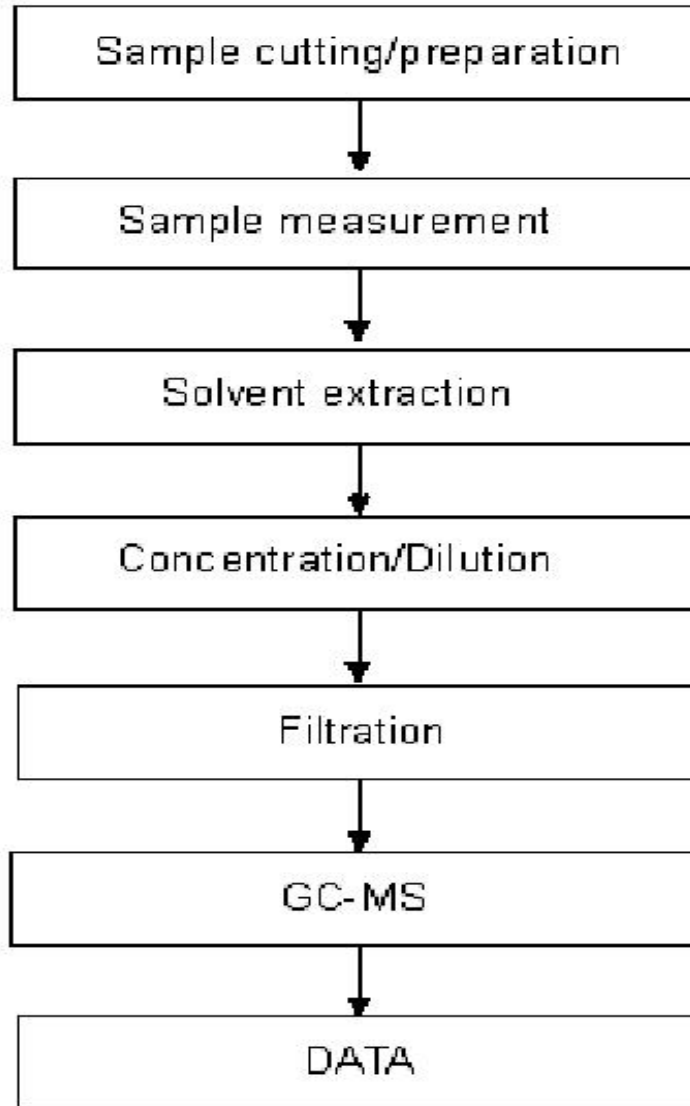 Sample cutting/preparation
Sample measurement
Solvent extraction
Concentration/Dilution
Filtration
GC-MS
DATA